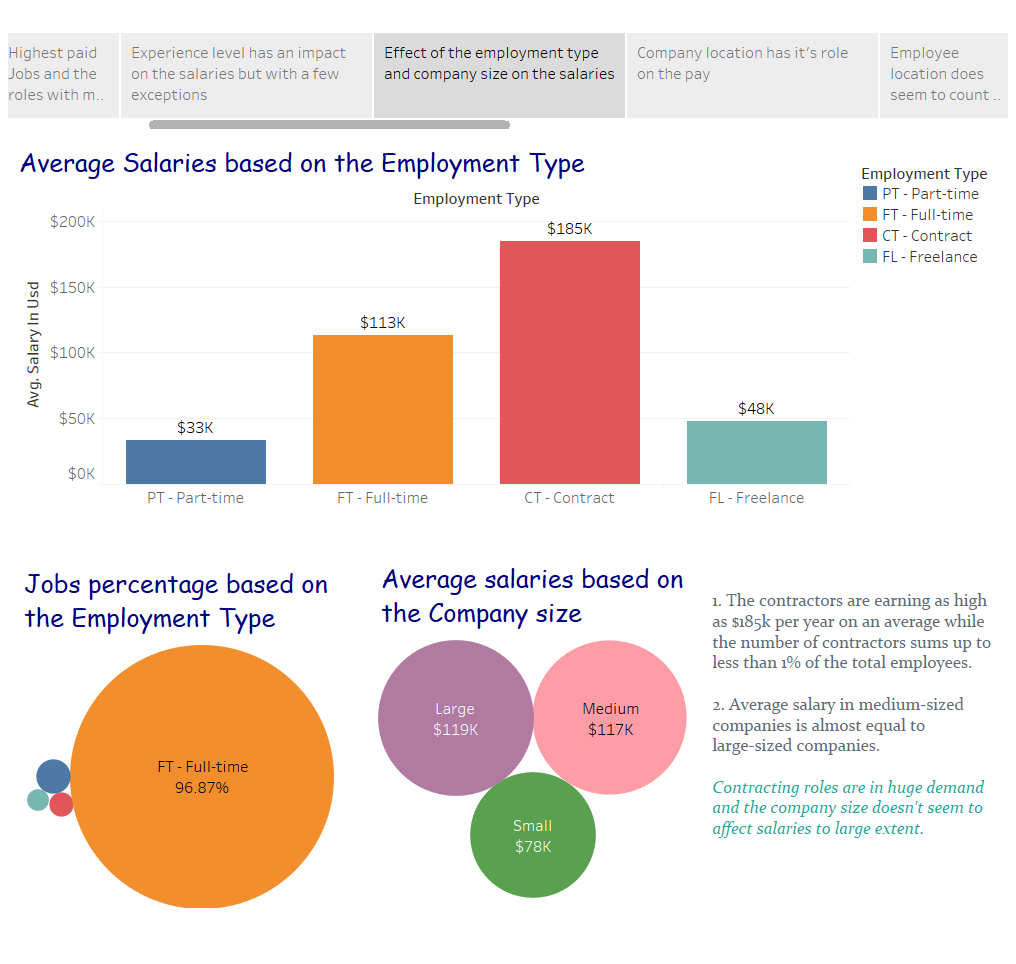 Highest paid
Jobs and the
roles with m..
Experience level has an impact
on the salaries but with a few
exceptions
Effect of the employment type
and company size on the salaries
Company location has it's role
on the pay
Employee
location does
seem to count ..
Average Salaries based on the Employment Type
Employment Type
Avg. Salary In Usd
$200K
$150K
$100K
$50K
$0K
$33K
$113K
$185K
$48K
PT - Part-time
FT - Full-time
CT - Contract
FL - Freelance
Employment Type
PT - Part-time
FT - Full-time
CT - Contract
FL - Freelance
Jobs percentage based on
the Employment Type
FT - Full-time
96.87%
Average salaries based on
the Company size
Large
$119K
Medium
$117K
Small
$78K
1. The contractors are earning as high
as $185k per year on an average while
the number of contractors sums up to
less than 1% of the total employees.
2. Average salary in medium-sized
companies is almost equal to
large-sized companies.
Contracting roles are in huge demand
and the company size doesn't seem to
affect salaries to large extent.